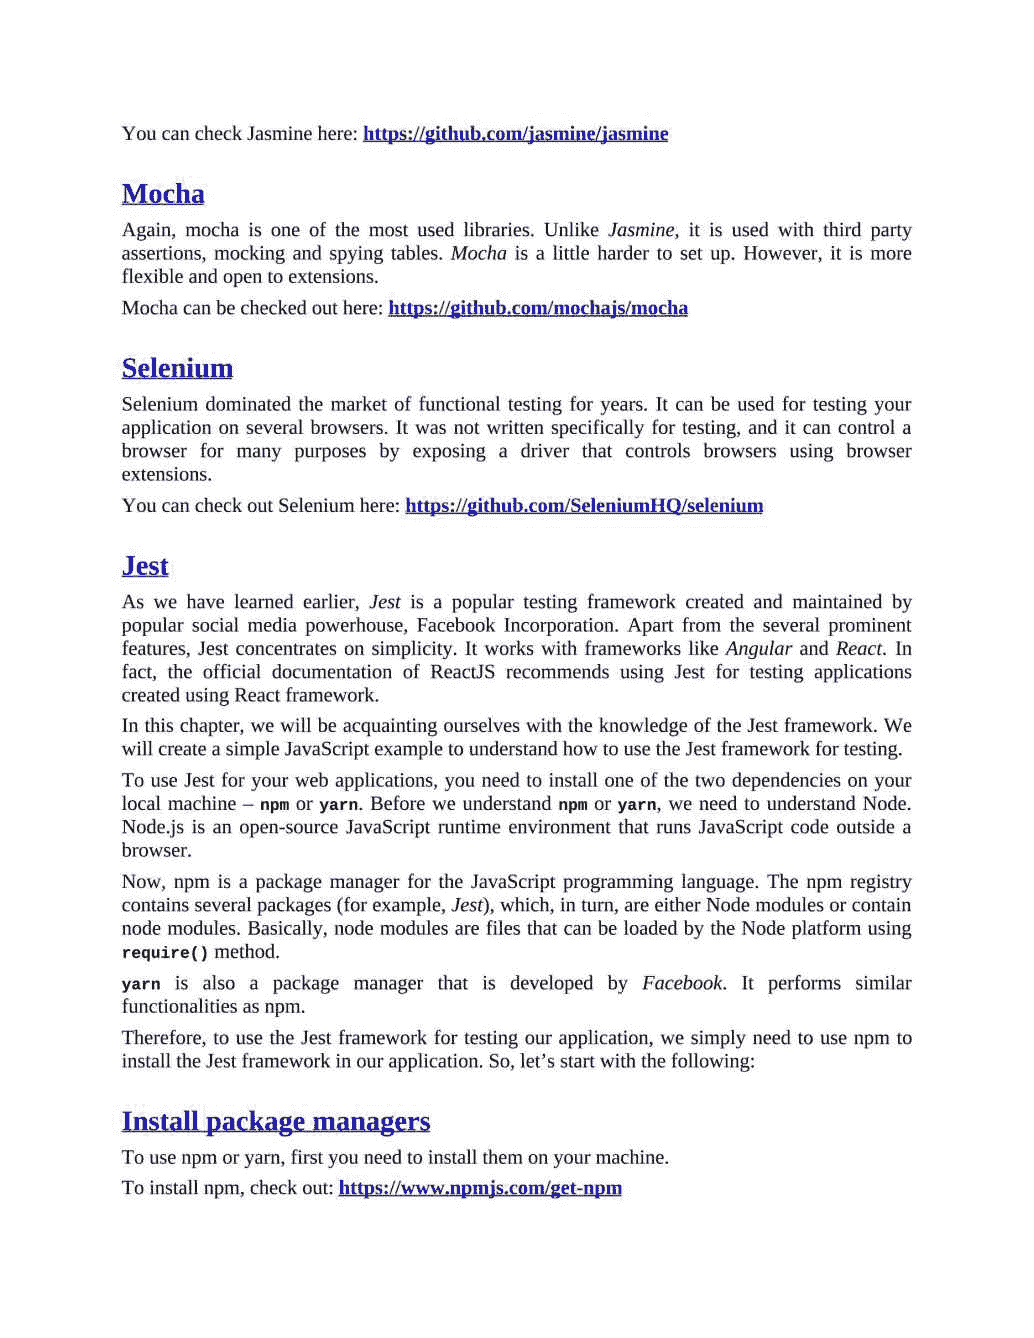 You can check Jasmine here: https://github.com/jasmine/jasmine
Mocha
Again, mocha is one of the most used libraries. Unlike Jasmine, it is used with third party
assertions, mocking and spying tables. Mocha is a little harder to set up. However, it is more
flexible and open to extensions.
Mocha can be checked out here: https://github.com/mochajs/mocha
Selenium
Selenium dominated the market of functional testing for years. It can be used for testing your
application on several browsers. It was not written specifically for testing, and it can control a
browser for many purposes by exposing a driver that controls browsers using browser
extensions.
You can check out Selenium here: https://github.com/SeleniumHQ/selenium
Jest
As we have learned earlier, Jest is a popular testing framework created and maintained by
popular social media powerhouse, Facebook Incorporation. Apart from the several prominent
features, Jest concentrates on simplicity. It works with frameworks like Angular and React. In
fact, the official documentation of ReactJS recommends using Jest for testing applications
created using React framework.
In this chapter, we will be acquainting ourselves with the knowledge of the Jest framework. We
will create a simple JavaScript example to understand how to use the Jest framework for testing.
To use Jest for your web applications, you need to install one of the two dependencies on your
local machine – npm or yarn. Before we understand npm or yarn, we need to understand Node.
Node.js is an open-source JavaScript runtime environment that runs JavaScript code outside a
browser.
Now, npm is a package manager for the JavaScript programming language. The npm registry
contains several packages (for example, Jest), which, in turn, are either Node modules or contain
node modules. Basically, node modules are files that can be loaded by the Node platform using
require() method.
yarn is also a package manager that is developed by Facebook. It performs similar
functionalities as npm.
Therefore, to use the Jest framework for testing our application, we simply need to use npm to
install the Jest framework in our application. So, let’s start with the following:
Install package managers
To use npm or yarn, first you need to install them on your machine.
To install npm, check out: https://www.npmjs.com/get-npm